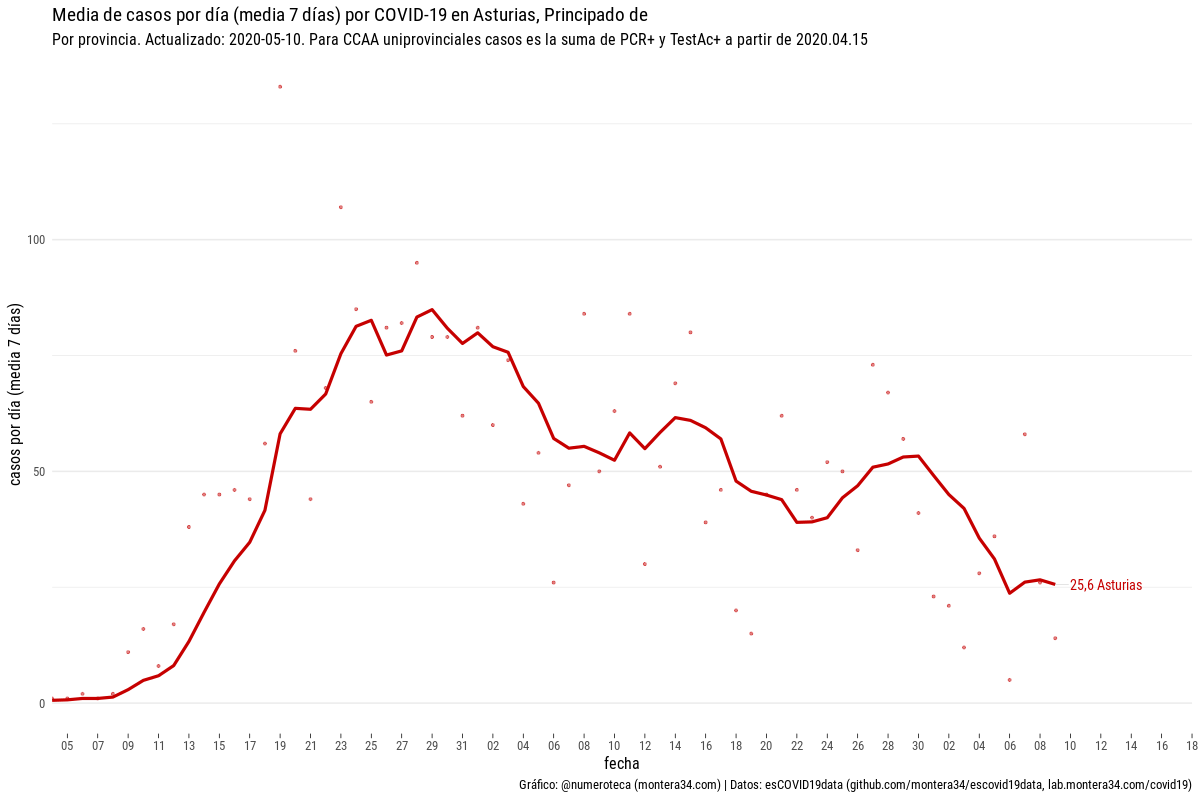 Media de casos por día (media 7 días) por COVID-19 en Asturias, Principado de
Por provincia. Actualizado: 2020-05-10. Para CCAA uniprovinciales casos es la suma de PCR+ y TestAc+ a partir de 2020.04.15
casos por día (media 7 días)
100
50
0
25,6 Asturias
05 07 09 11 13 15 17 19 21 23 25 27 29 31 02 04 06 08 10 12 14 16 18 20 22 24 26 28 30 02 04 06 08 10 12 14 16 18
fecha
Gráfico: @numeroteca (montera34.com) | Datos: esCOVID19data (github.com/montera34/escovid19data, lab.montera34.com/covid19)